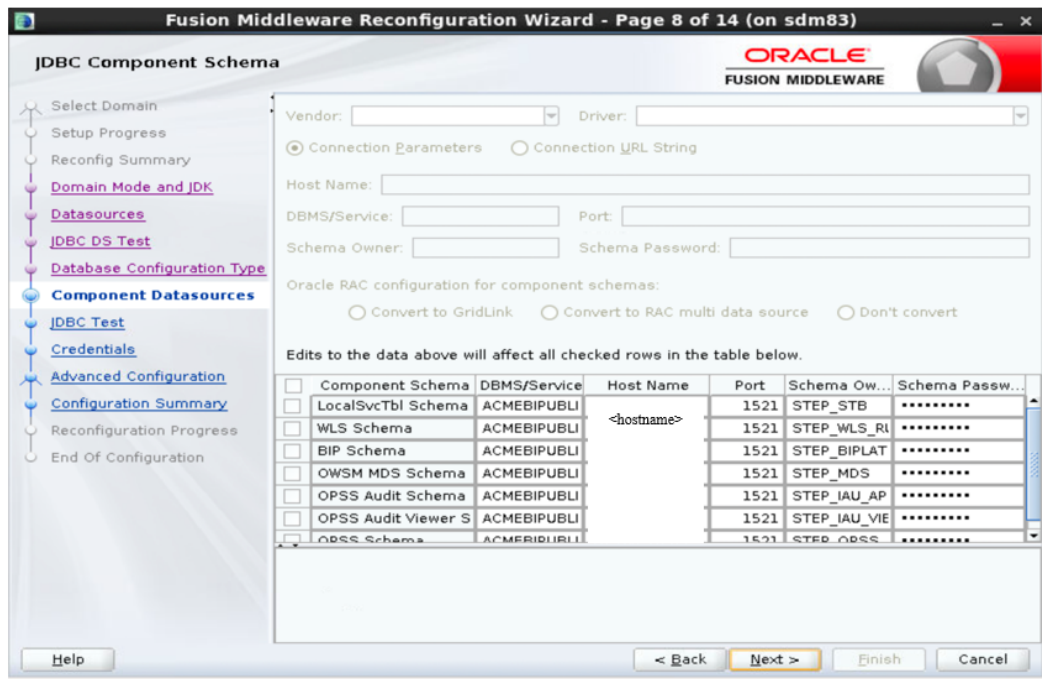 Fusion Middleware Reconfiguration Wizard - Page 8 of 14 (on sdm83)
JDBC Component Schema
ORACLE
FUSION MIDDLEWARE
Select Domain
Setup Progress
Reconfig Summary
Domain Mode and JDK
Datasources
JDBC DS Test
Database Configuration Type
Component Datasources
JDBC Test
Credentials
Advanced Configuration
Configuration Summary
Reconfiguration Progress
End Of Configuration
Vendor: Driver:
Connection Parameters Connection URL String
Host Name:
DBMS/Service: Port:
Schema Owner: Schema Password:
Oracle RAC configuration for component schemas:
Convert to GridLink Convert to RAC multi data source Don't convert
Edits to the data above will affect all checked rows in the table below.
Component Schema DBMS/Service Host Name Port Schema Ow... Schema Passw...
LocalSvcTbl Schema ACMEBIPUBLI <hostname> 1521 STEP_STB •••••••••
WLS Schema ACMEBIPUBLI 1521 STEP_WLS_RU •••••••••
BIP Schema ACMEBIPUBLI 1521 STEP_BIPLAT •••••••••
OWSM MDS Schema ACMEBIPUBLI 1521 STEP_MDS •••••••••
OPSS Audit Schema ACMEBIPUBLI 1521 STEP_IAU_AP •••••••••
OPSS Audit Viewer S ACMEBIPUBLI 1521 STEP_IAU_VIE •••••••••
OPSS Schema ACMEBIPUBLI 1521 STEP_OPSS •••••••••
Help < Back Next > Finish Cancel